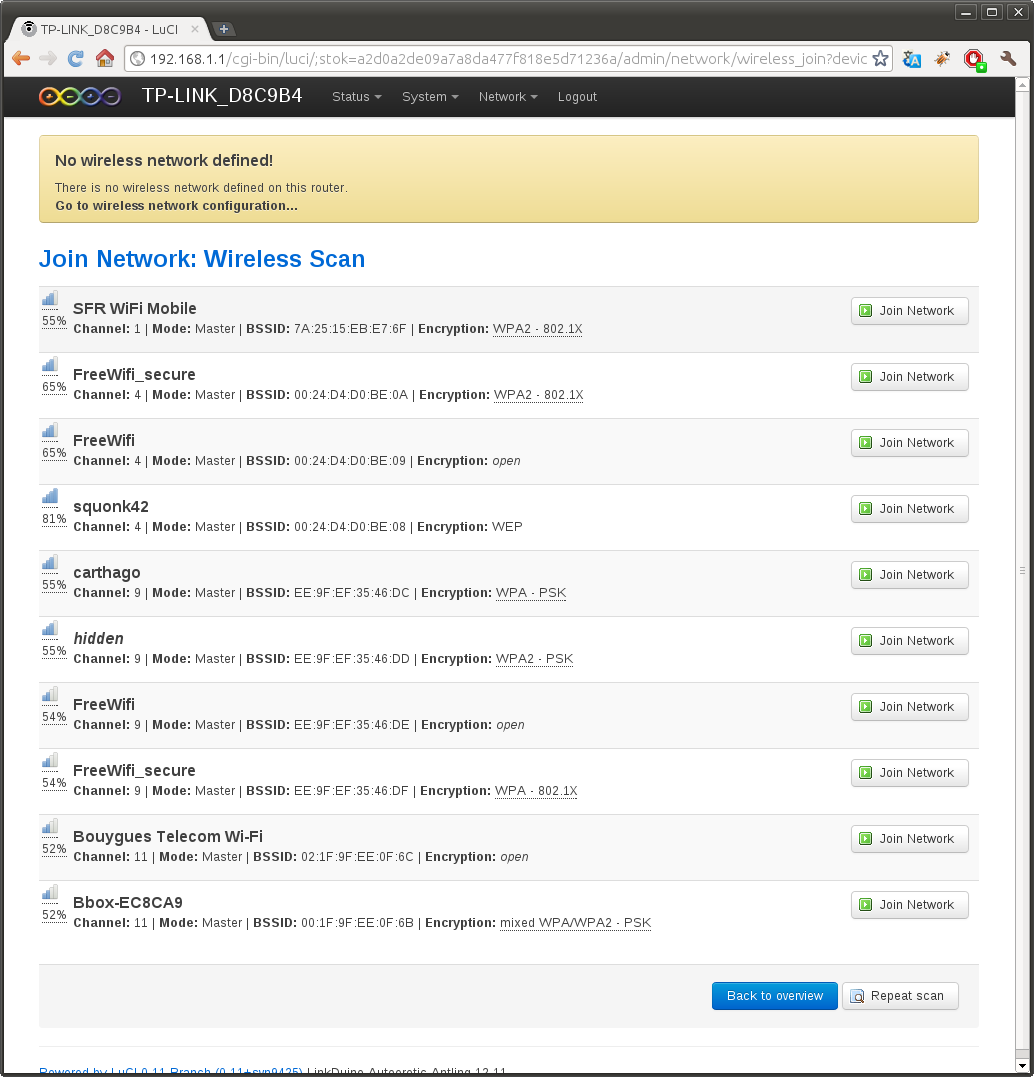 TP-LINK_D8C9B4 - LuCI
192.168.1.1/cgi-bin/luci/;stok=a2d0a2de09a7a8da477f818e5d71236a/admin/network/wireless_join?devic
TP-LINK_D8C9B4 Status System Network Logout
No wireless network defined!
There is no wireless network defined on this router.
Go to wireless network configuration...
Join Network: Wireless Scan
SFR WiFi Mobile
55% Channel: 1 | Mode: Master | BSSID: 7A:25:15:EB:E7:6F | Encryption: WPA2 - 802.1X
Join Network
FreeWifi_secure
65% Channel: 4 | Mode: Master | BSSID: 00:24:D4:D0:BE:0A | Encryption: WPA2 - 802.1X
Join Network
FreeWifi
65% Channel: 4 | Mode: Master | BSSID: 00:24:D4:D0:BE:09 | Encryption: open
Join Network
squonk42
81% Channel: 4 | Mode: Master | BSSID: 00:24:D4:D0:BE:08 | Encryption: WEP
Join Network
carthago
55% Channel: 9 | Mode: Master | BSSID: EE:9F:EF:35:46:DC | Encryption: WPA - PSK
Join Network
hidden
55% Channel: 9 | Mode: Master | BSSID: EE:9F:EF:35:46:DD | Encryption: WPA2 - PSK
Join Network
FreeWifi
54% Channel: 9 | Mode: Master | BSSID: EE:9F:EF:35:46:DE | Encryption: open
Join Network
FreeWifi_secure
54% Channel: 9 | Mode: Master | BSSID: EE:9F:EF:35:46:DF | Encryption: WPA - 802.1X
Join Network
Bouygues Telecom Wi-Fi
52% Channel: 11 | Mode: Master | BSSID: 02:1F:9F:EE:0F:6C | Encryption: open
Join Network
Bbox-EC8CA9
52% Channel: 11 | Mode: Master | BSSID: 00:1F:9F:EE:0F:6B | Encryption: mixed WPA/WPA2 - PSK
Join Network
Back to overview Repeat scan
Powered by LuCI 0.11 Branch (0.11+svn9425) LinkDuino Autoerotic Antling 12.11